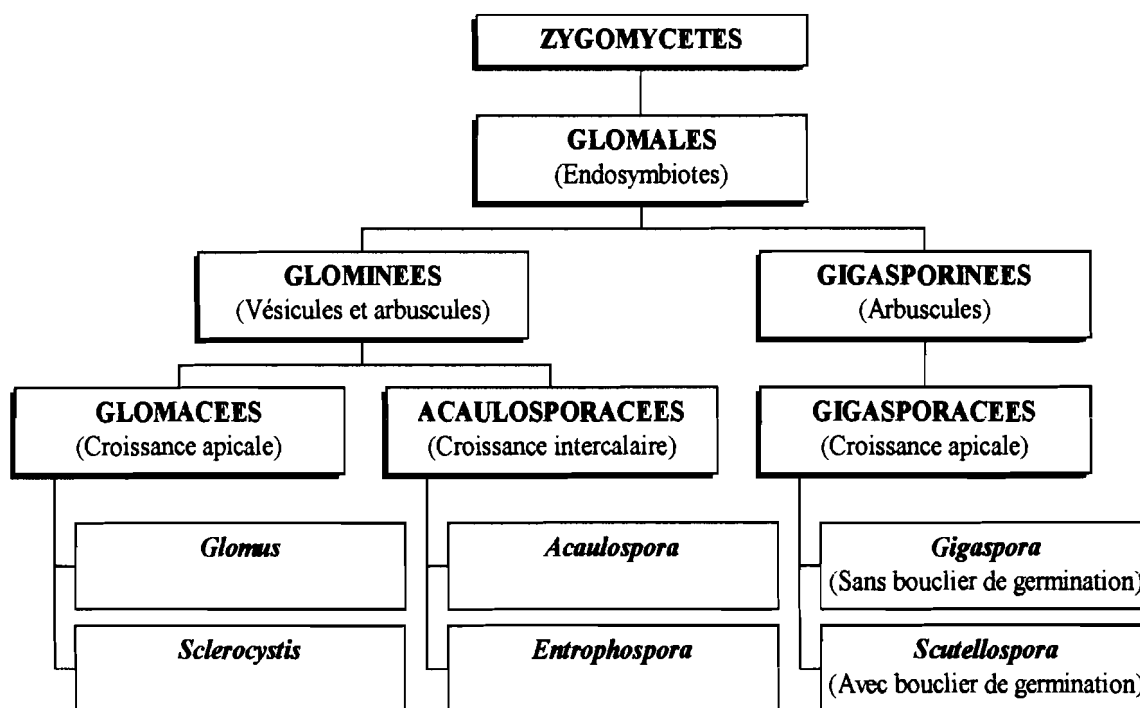 ZYGOMYCETES
GLOMALES
(Endosymbiotes)
GLOMINEES
(Vésicules et arbuscules)
GIGASPORINEES
(Arbuscules)
GLOMACEES
(Croissance apicale)
ACAULOSPORACEES
(Croissance intercalaire)
GIGASPORACEES
(Croissance apicale)
Glomus
Acaulospora
Gigaspora
(Sans bouclier de germination)
Sclerocystis
Entrophospora
Scutellospora
(Avec bouclier de germination)